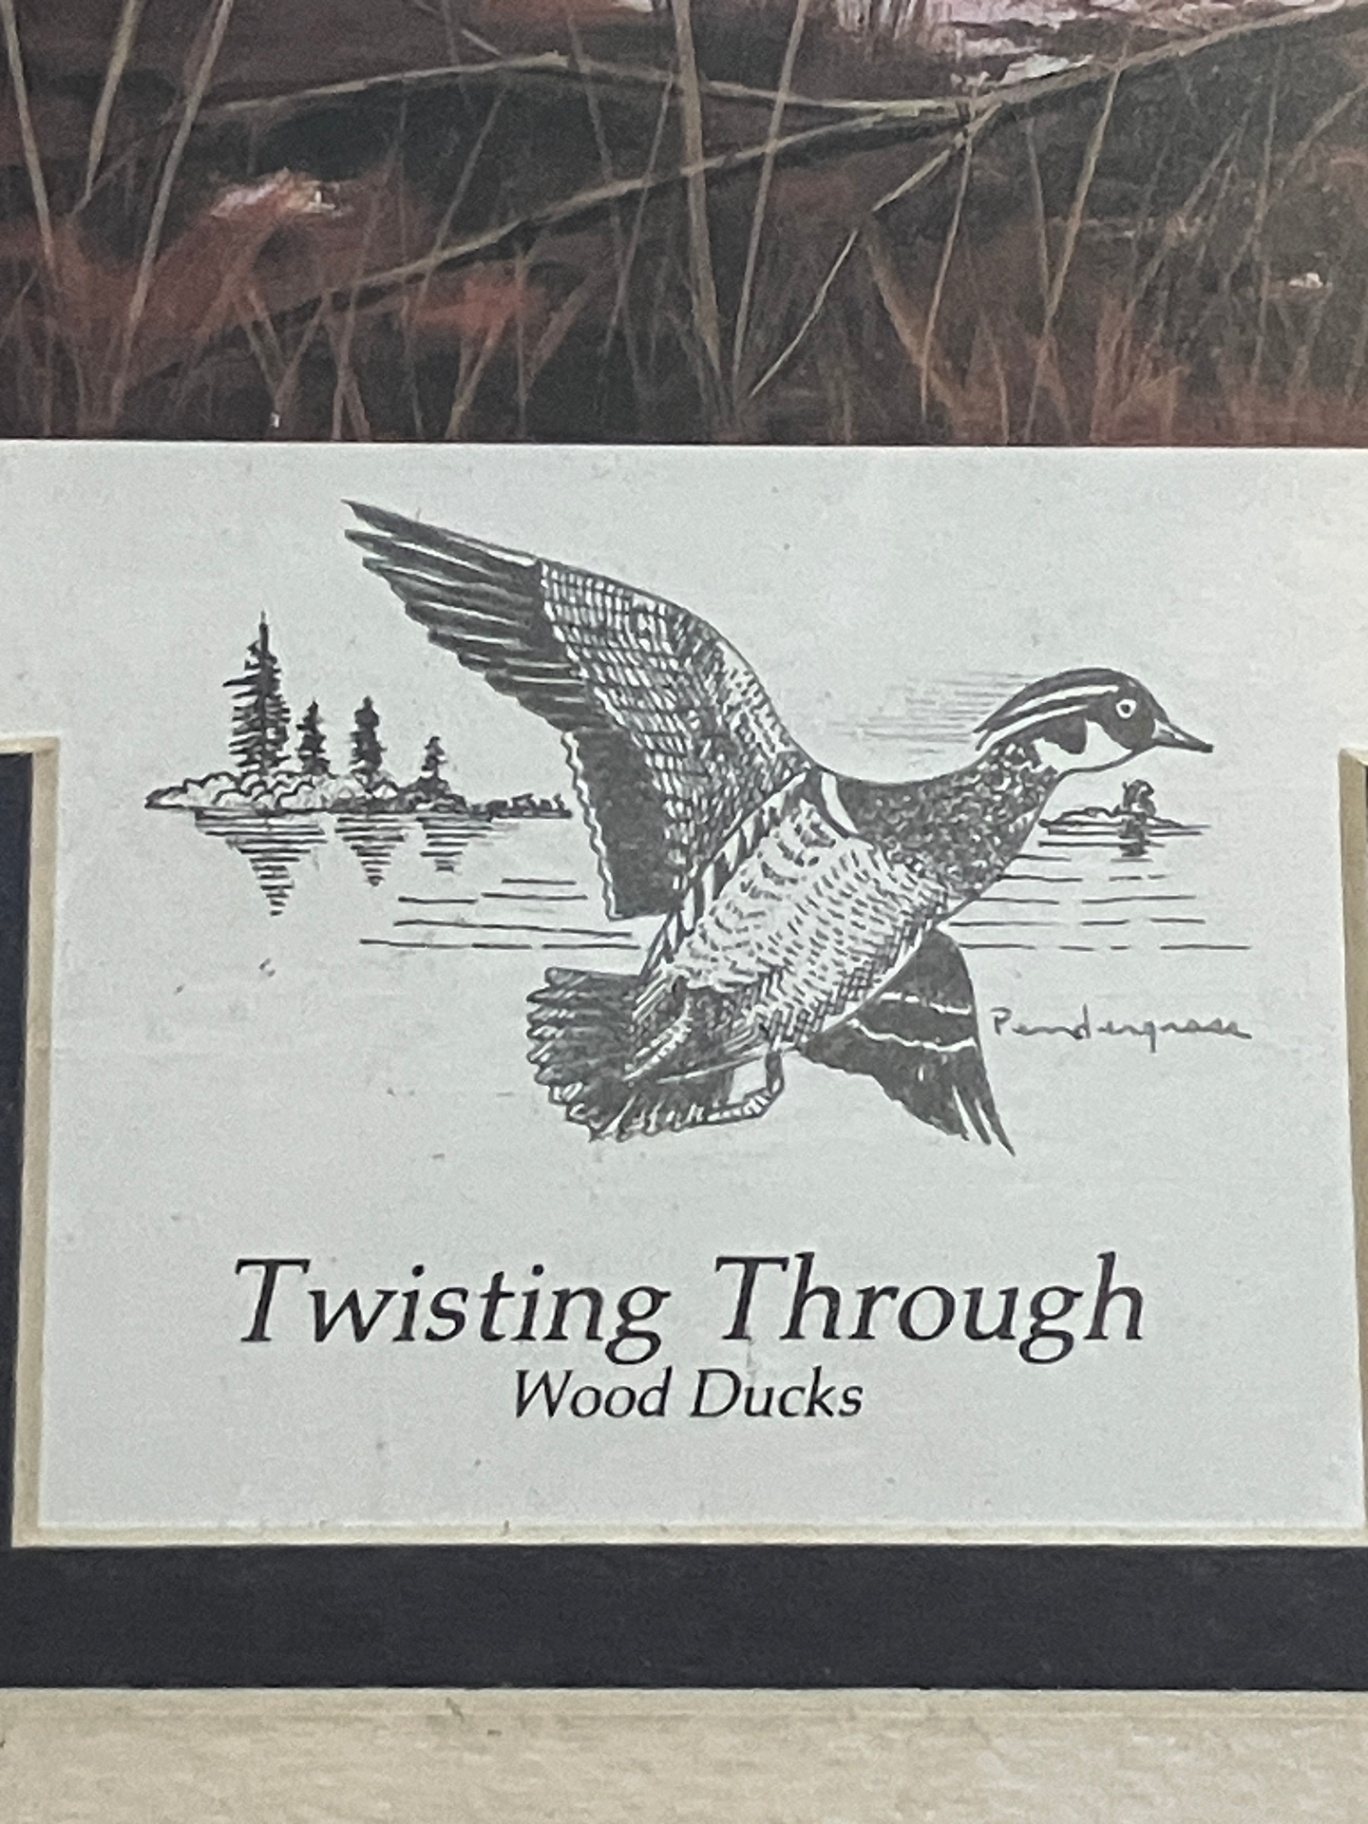 Pendergrass
Twisting Through
Wood Ducks